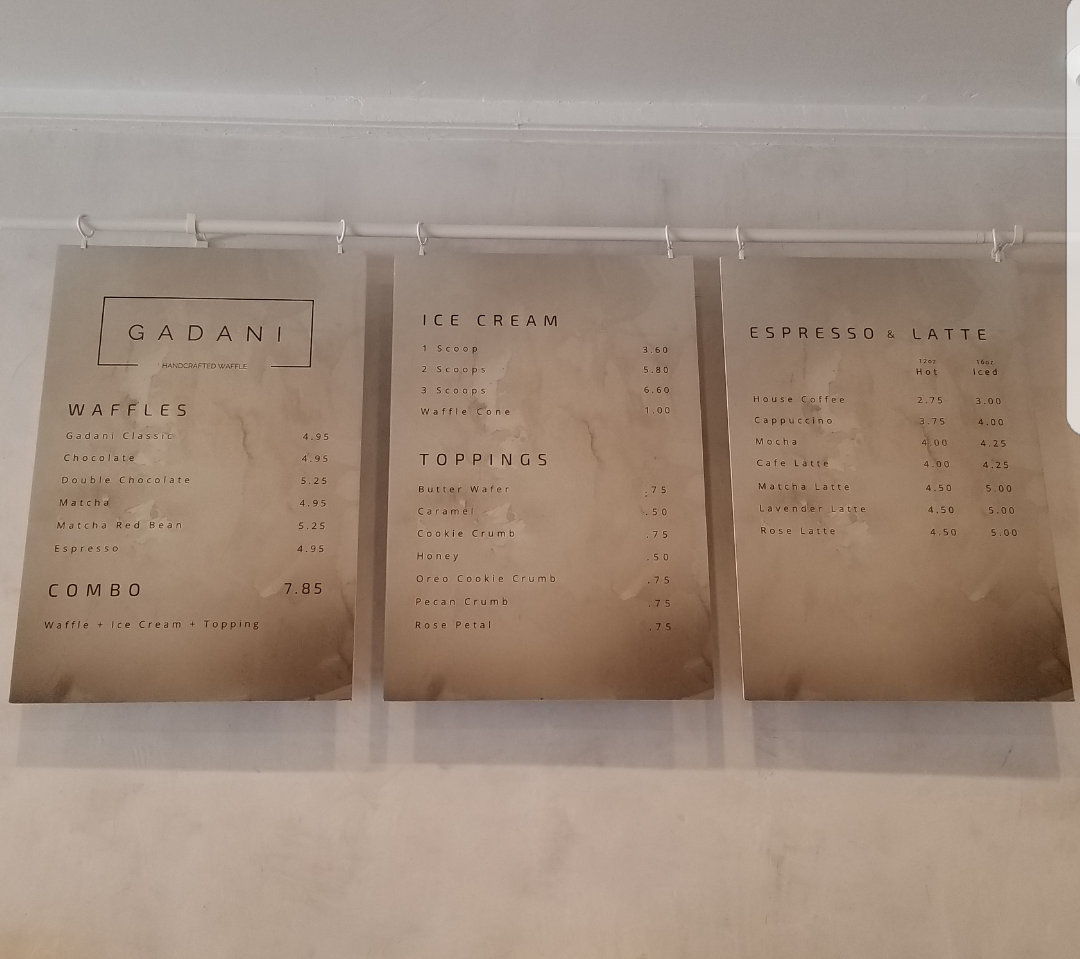 GADANI
HANDCRAFTED WAFFLE
WAFFLES
Gadani Classic 4.95
Chocolate 4.95
Double Chocolate 5.25
Matcha 4.95
Matcha Red Bean 5.25
Espresso 4.95
COMBO 7.85
Waffle + Ice Cream + Topping
ICE CREAM
1 Scoop 3.60
2 Scoops 5.80
3 Scoops 6.60
Waffle Cone 1.00
TOPPINGS
Butter Wafer .75
Caramel .50
Cookie Crumb .75
Honey .50
Oreo Cookie Crumb .75
Pecan Crumb .75
Rose Petal .75
ESPRESSO & LATTE
12oz 16oz
Hot Iced
House Coffee 2.75 3.00
Cappuccino 3.75 4.00
Mocha 4.00 4.25
Cafe Latte 4.00 4.25
Matcha Latte 4.50 5.00
Lavender Latte 4.50 5.00
Rose Latte 4.50 5.00